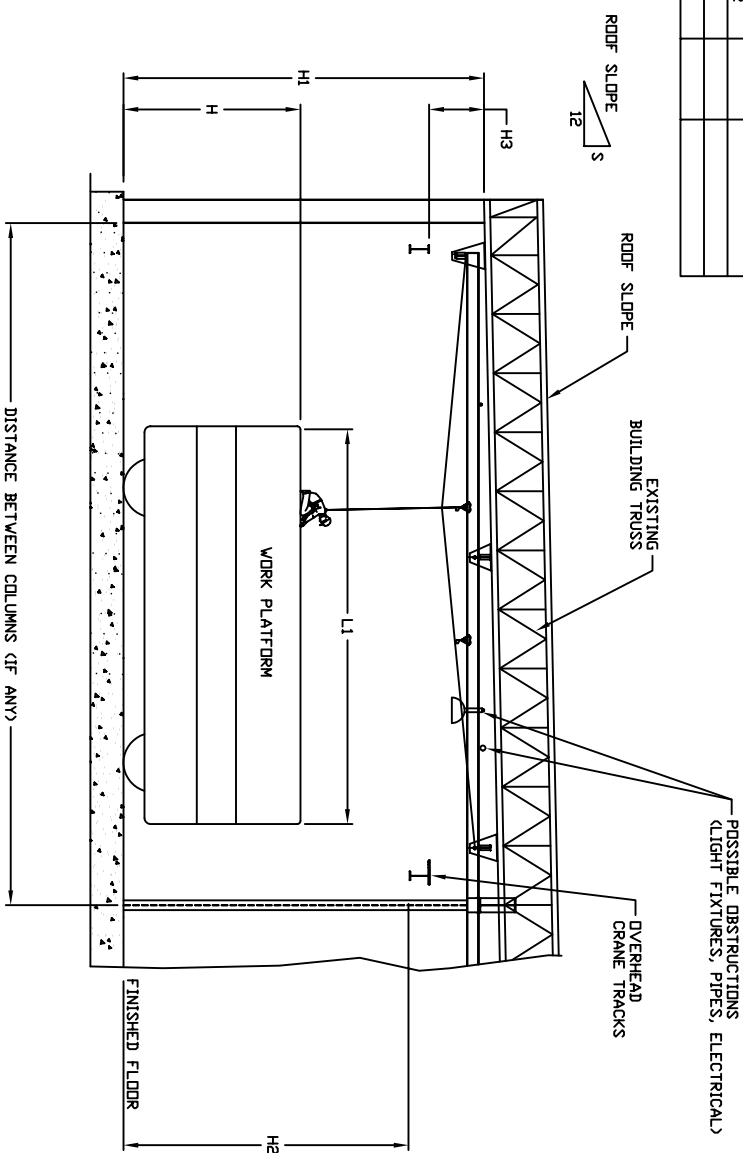 POSSIBLE OBSTRUCTIONS
(LIGHT FIXTURES, PIPES, ELECTRICAL)
EXISTING
BUILDING TRUSS
ROOF SLOPE
ROOF SLOPE
S
12
OVERHEAD
CRANE TRACKS
H3
H1
H
L1
WORK PLATFORM
H2
FINISHED FLOOR
DISTANCE BETWEEN COLUMNS (IF ANY)